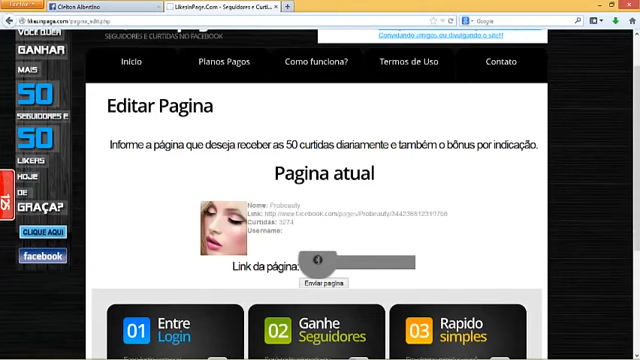 Cleiton Albertino
LikesInPage.Com - Seguidores e Curti...
likesinpage.com/pagina_edit.php
Google
VOCÊ QUER
GANHAR
MAIS
50
SEGUIDORES E
50
LIKERS
HOJE
DE
GRAÇA?
CLIQUE AQUI
facebook
SEGUIDORES E CURTIDAS NO FACEBOOK
Convidando amigos ou divulgando o site!!
Inicio
Planos Pagos
Como funciona?
Termos de Uso
Contato
Editar Pagina
Informe a página que deseja receber as 50 curtidas diariamente e também o bônus por indicação.
Pagina atual
Nome: Probeauty
Curtidas: 3274
Username:
Link da página:
Enviar pagina
01
Entre
Login
02
Ganhe
Seguidores
03
Rapido
simples